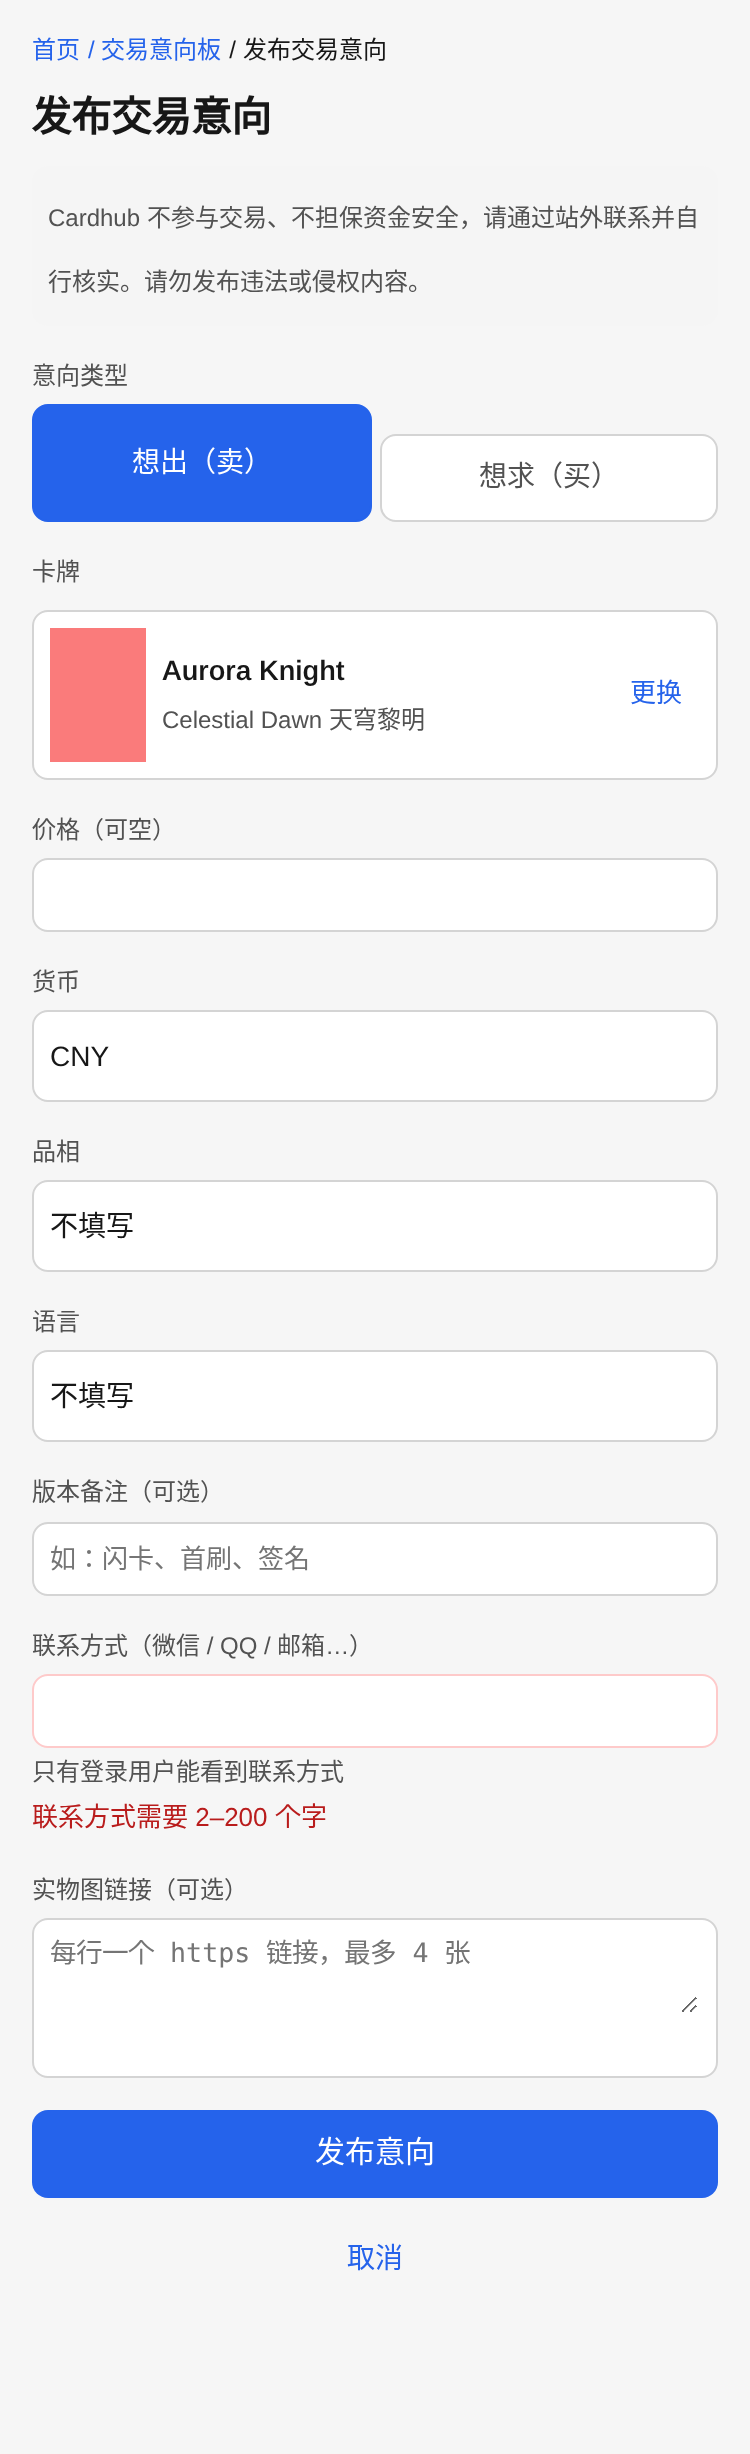 首页 / 交易意向板 / 发布交易意向
发布交易意向
Cardhub 不参与交易、不担保资金安全，请通过站外联系并自
行核实。请勿发布违法或侵权内容。
意向类型
想出（卖）
想求（买）
卡牌
Aurora Knight
Celestial Dawn 天穹黎明
更换
价格（可空）
货币
CNY
品相
不填写
语言
不填写
版本备注（可选）
如：闪卡、首刷、签名
联系方式（微信 / QQ / 邮箱…）
只有登录用户能看到联系方式
联系方式需要 2–200 个字
实物图链接（可选）
每行一个 https 链接，最多 4 张
发布意向
取消